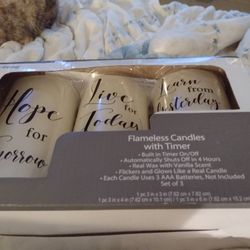 Hope
for
Tomorrow
Live
for
Today
Learn
from
Yesterday
Flameless Candles
with Timer
• Built in Timer On/Off
• Automatically Shuts Off in 4 Hours
• Real Wax with Vanilla Scent
• Flickers and Glows Like a Real Candle
• Each Candle Uses 3 AAA Batteries, Not Included
Set of 3